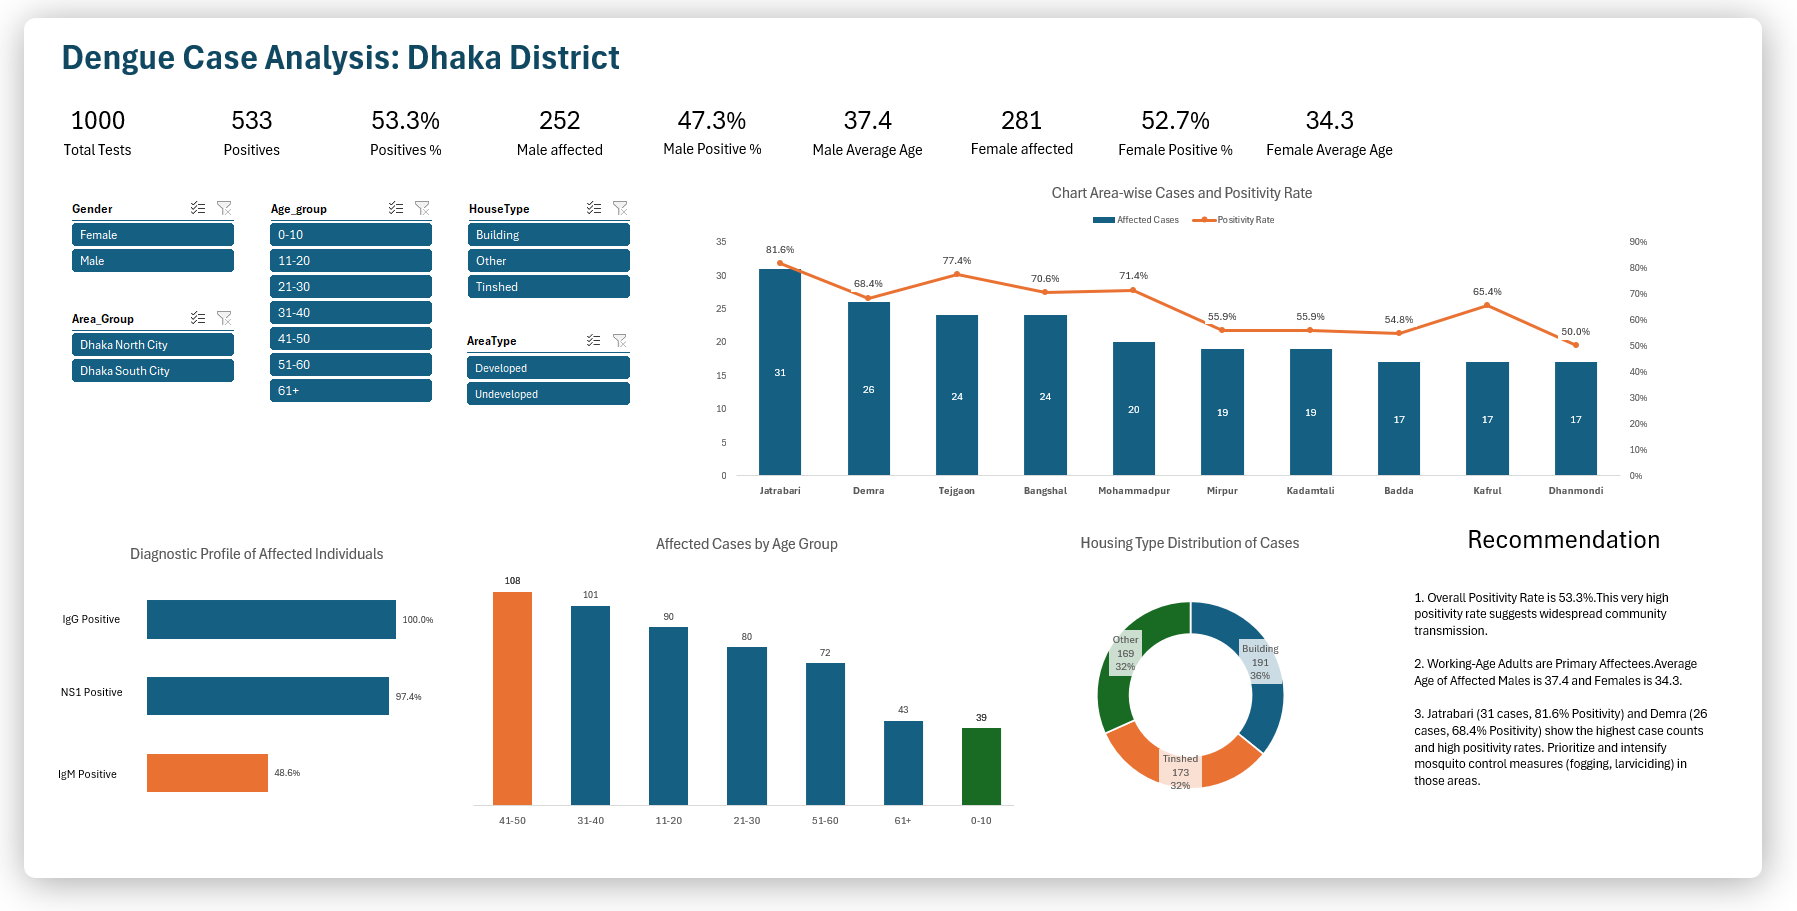 Dengue Case Analysis: Dhaka District
1000
Total Tests
533
Positives
53.3%
Positives %
252
Male affected
47.3%
Male Positive %
37.4
Male Average Age
281
Female affected
52.7%
Female Positive %
34.3
Female Average Age
Gender
Female
Male
Area_Group
Dhaka North City
Dhaka South City
Age_group
0-10
11-20
21-30
31-40
41-50
51-60
61+
HouseType
Building
Other
Tinshed
AreaType
Developed
Undeveloped
Chart Area-wise Cases and Positivity Rate
Affected Cases Positivity Rate
35
30
25
20
15
10
5
0
81.6%
68.4%
77.4%
70.6%
71.4%
55.9%
55.9%
54.8%
65.4%
50.0%
31
26
24
24
20
19
19
17
17
17
90%
80%
70%
60%
50%
40%
30%
20%
10%
0%
Jatrabari Demra Tejgaon Bangshal Mohammadpur Mirpur Kadamtali Badda Kafrul Dhanmondi
Diagnostic Profile of Affected Individuals
IgG Positive 100.0%
NS1 Positive 97.4%
IgM Positive 48.6%
Affected Cases by Age Group
108
101
90
80
72
43
39
41-50 31-40 11-20 21-30 51-60 61+ 0-10
Housing Type Distribution of Cases
Other
169
32%
Building
191
36%
Tinshed
173
32%
Recommendation
1. Overall Positivity Rate is 53.3%.This very high
positivity rate suggests widespread community
transmission.
2. Working-Age Adults are Primary Affectees.Average
Age of Affected Males is 37.4 and Females is 34.3.
3. Jatrabari (31 cases, 81.6% Positivity) and Demra (26
cases, 68.4% Positivity) show the highest case counts
and high positivity rates. Prioritize and intensify
mosquito control measures (fogging, larviciding) in
those areas.